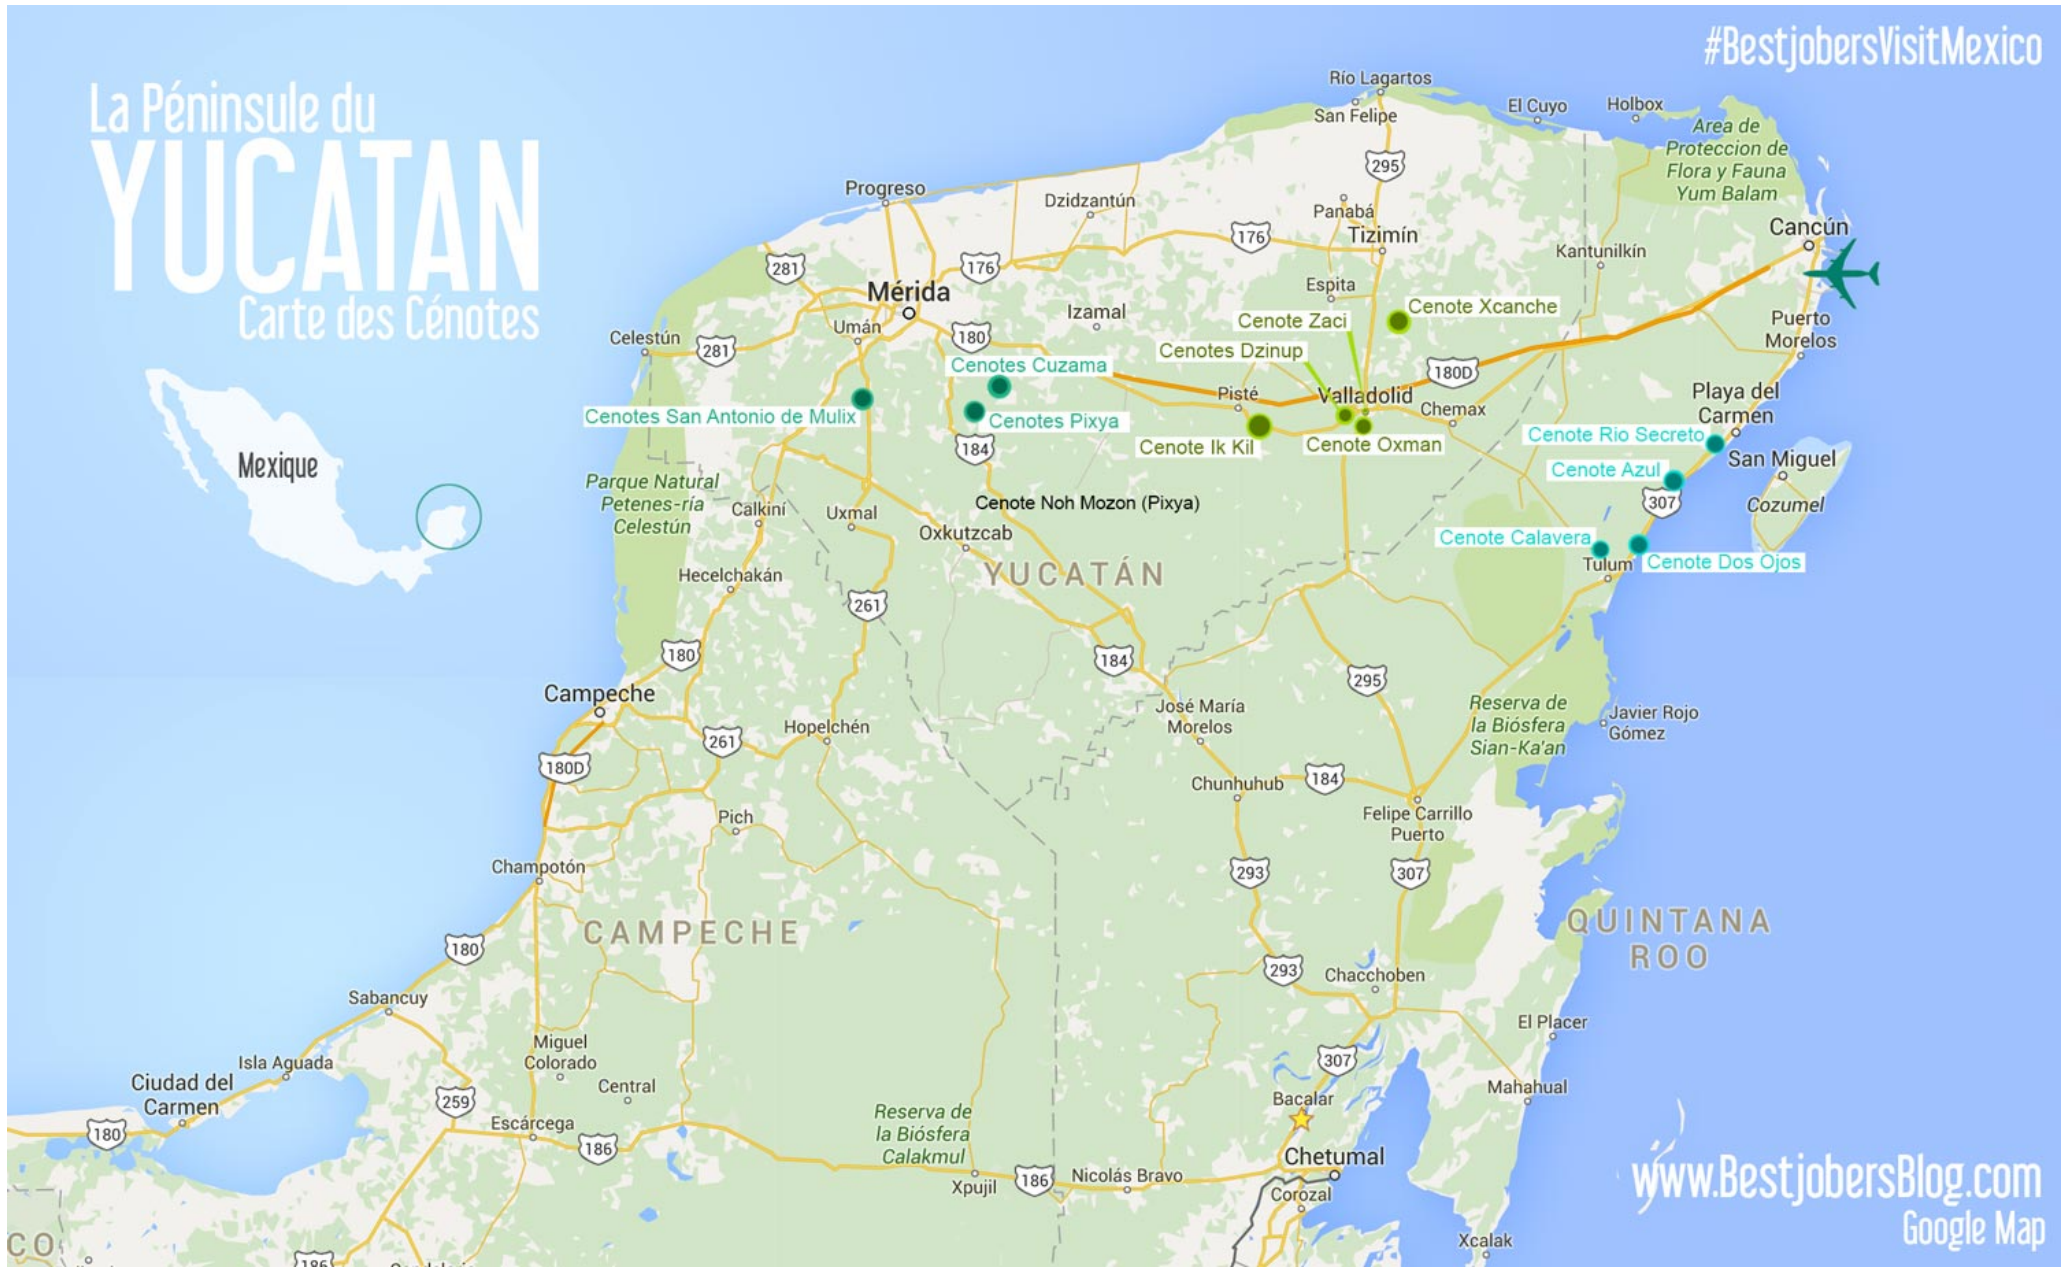 #BestjobersVisitMexico
La Péninsule du
YUCATAN
Carte des Cénotes
Mexique
Río Lagartos
San Felipe
El Cuyo
Holbox
Area de
Proteccion de
Flora y Fauna
Yum Balam
295
Progreso
Dzidzantún
Panabá
Tizimín
176
Cancún
Kantunilkín
281
176
Mérida
Espita
Izamal
Umán
Cenote Xcanche
Cenote Zaci
Puerto
Morelos
Celestún
281
180
Cenotes Dzinup
Cenotes Cuzama
180D
Pisté
Valladolid
Chemax
Playa del
Carmen
Cenotes San Antonio de Mulix
Cenotes Pixya
Cenote Ik Kil
Cenote Oxman
Cenote Rio Secreto
184
San Miguel
Cenote Azul
Parque Natural
Petenes-ría
Celestún
307
Cozumel
Cenote Noh Mozon (Pixya)
Calkiní
Uxmal
Oxkutzcab
Cenote Calavera
Cenote Dos Ojos
Tulum
YUCATÁN
Hecelchakán
261
180
184
295
Campeche
Reserva de
la Biósfera
Sian-Ka'an
José María
Morelos
Javier Rojo
Gómez
Hopelchén
261
180D
Chunhuhub
184
Pich
Felipe Carrillo
Puerto
Champotón
293
307
CAMPECHE
QUINTANA
ROO
180
293
Chacchoben
Sabancuy
El Placer
Miguel
Colorado
Isla Aguada
307
Ciudad del
Carmen
Central
Mahahual
259
Bacalar
Reserva de
la Biósfera
Calakmul
Escárcega
180
186
Chetumal
Xpujil
186
Nicolás Bravo
Corozal
www.BestjobersBlog.com
Google Map
Xcalak
CO
186